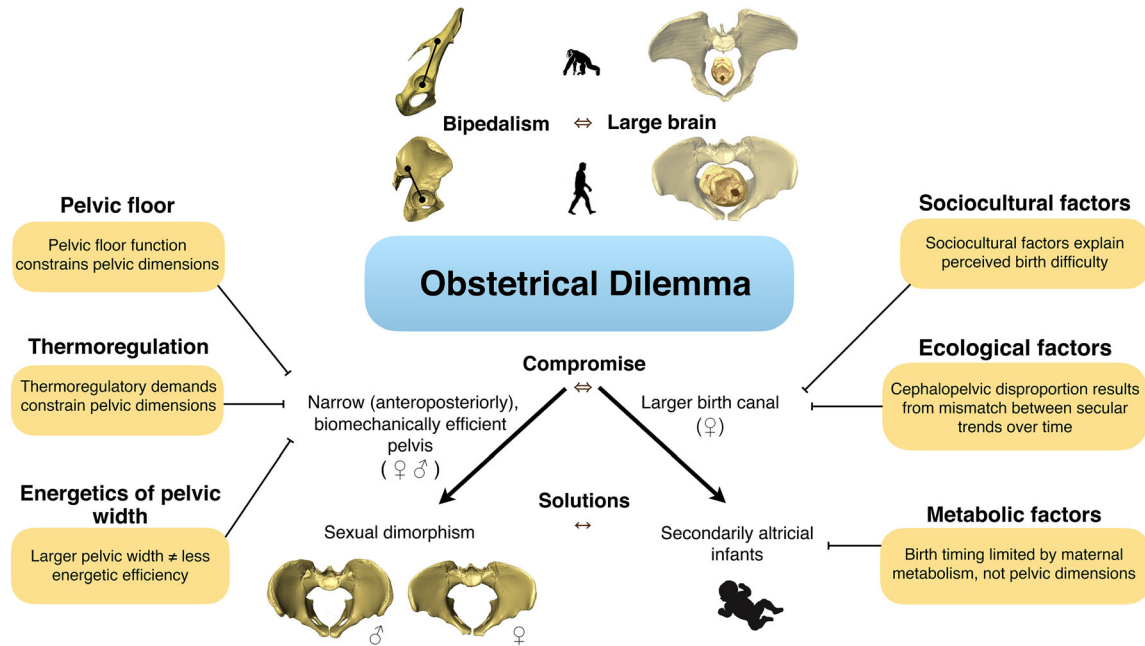 Bipedalism ⇔ Large brain
Obstetrical Dilemma
Pelvic floor
Pelvic floor function
constrains pelvic dimensions
Thermoregulation
Thermoregulatory demands
constrain pelvic dimensions
Energetics of pelvic
width
Larger pelvic width ≠ less
energetic efficiency
Compromise
⇔
Narrow (anteroposteriorly),
biomechanically efficient
pelvis
(♀♂)
Larger birth canal
(♀)
Solutions
↔
Sexual dimorphism
♂
♀
Secondarily altricial
infants
Sociocultural factors
Sociocultural factors explain
perceived birth difficulty
Ecological factors
Cephalopelvic disproportion results
from mismatch between secular
trends over time
Metabolic factors
Birth timing limited by maternal
metabolism, not pelvic dimensions